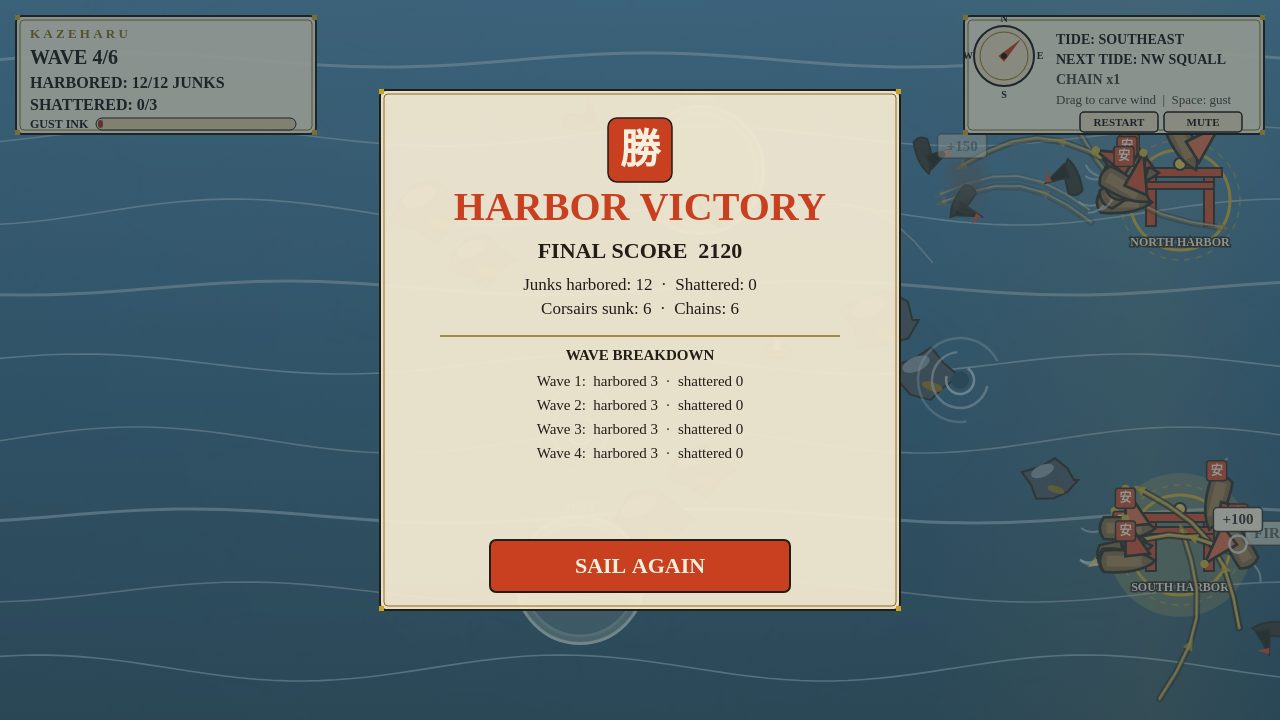 KAZEHARU
WAVE 4/6
HARBORED: 12/12 JUNKS
SHATTERED: 0/3
GUST INK
N
W
E
S
TIDE: SOUTHEAST
NEXT TIDE: NW SQUALL
CHAIN x1
Drag to carve wind | Space: gust
RESTART
MUTE
+150
安
安
NORTH HARBOR
勝
HARBOR VICTORY
FINAL SCORE 2120
Junks harbored: 12 · Shattered: 0
Corsairs sunk: 6 · Chains: 6
WAVE BREAKDOWN
Wave 1: harbored 3 · shattered 0
Wave 2: harbored 3 · shattered 0
Wave 3: harbored 3 · shattered 0
Wave 4: harbored 3 · shattered 0
SAIL AGAIN
安
安
安
+100
SOUTH HARBOR